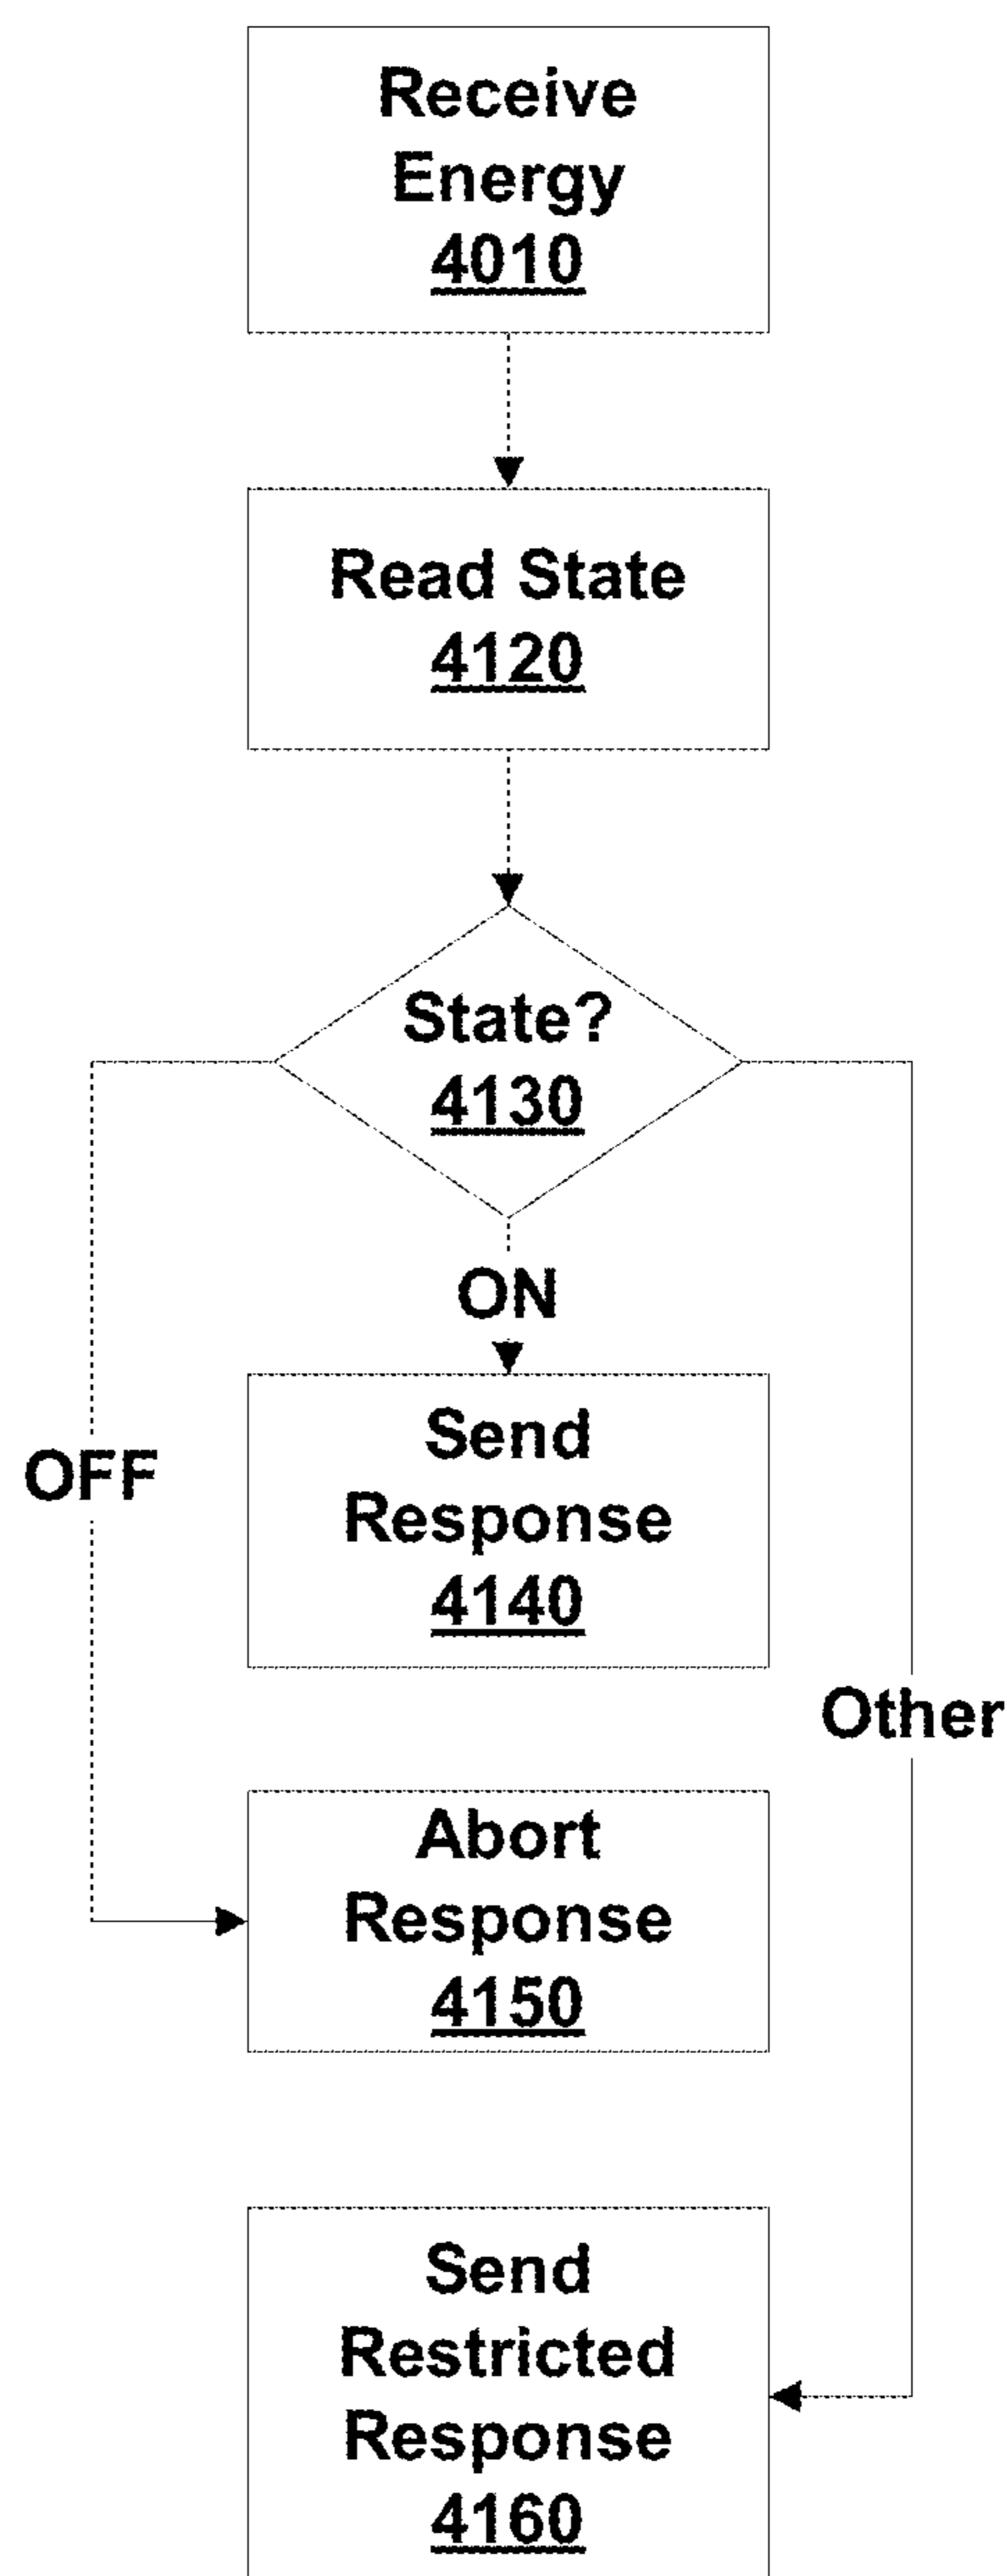 Receive
Energy
4010
Read State
4120
State?
4130
ON
Send
Response
4140
OFF
Other
Abort
Response
4150
Send
Restricted
Response
4160